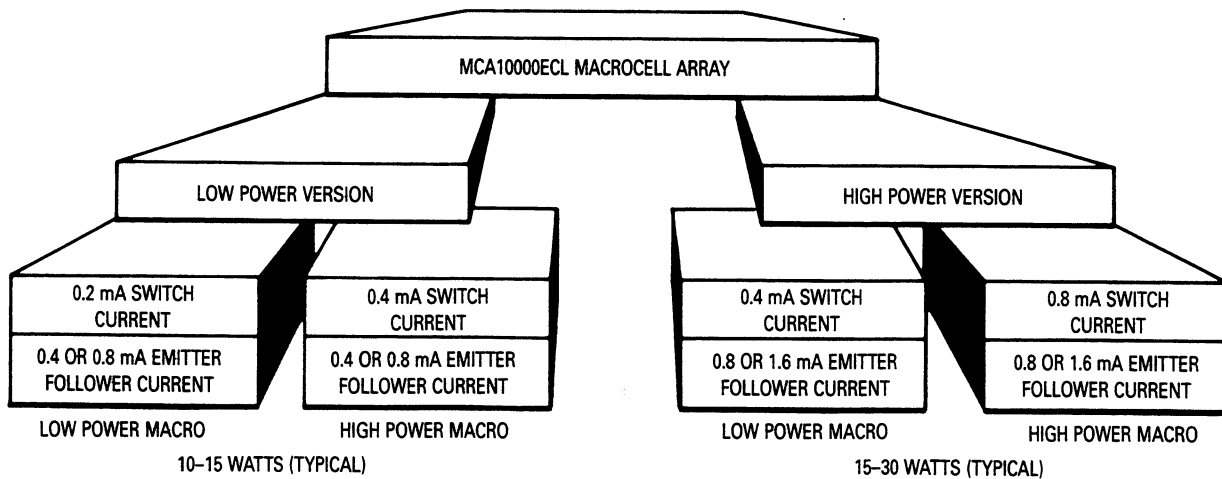 MCA10000ECL MACROCELL ARRAY
LOW POWER VERSION
HIGH POWER VERSION
0.2 mA SWITCH
CURRENT
0.4 OR 0.8 mA EMITTER
FOLLOWER CURRENT
LOW POWER MACRO
0.4 mA SWITCH
CURRENT
0.4 OR 0.8 mA EMITTER
FOLLOWER CURRENT
HIGH POWER MACRO
10–15 WATTS (TYPICAL)
0.4 mA SWITCH
CURRENT
0.8 OR 1.6 mA EMITTER
FOLLOWER CURRENT
LOW POWER MACRO
0.8 mA SWITCH
CURRENT
0.8 OR 1.6 mA EMITTER
FOLLOWER CURRENT
HIGH POWER MACRO
15–30 WATTS (TYPICAL)